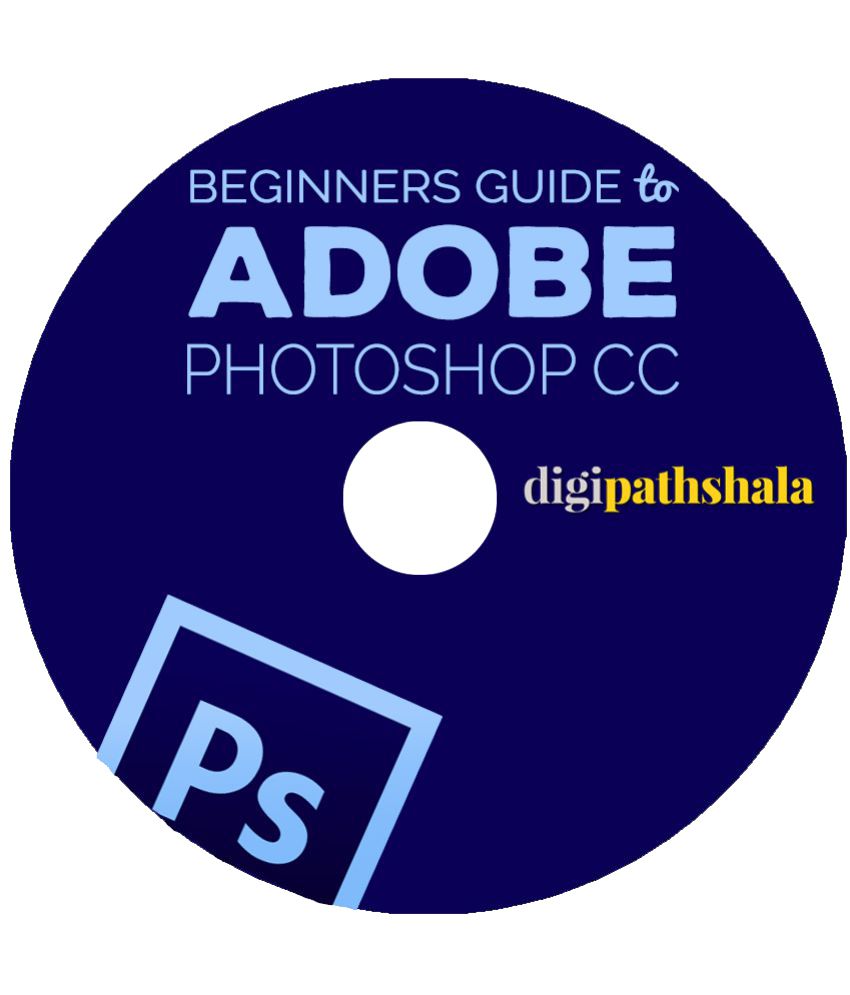 BEGINNERS GUIDE to
ADOBE
PHOTOSHOP CC
digipathshala
Ps